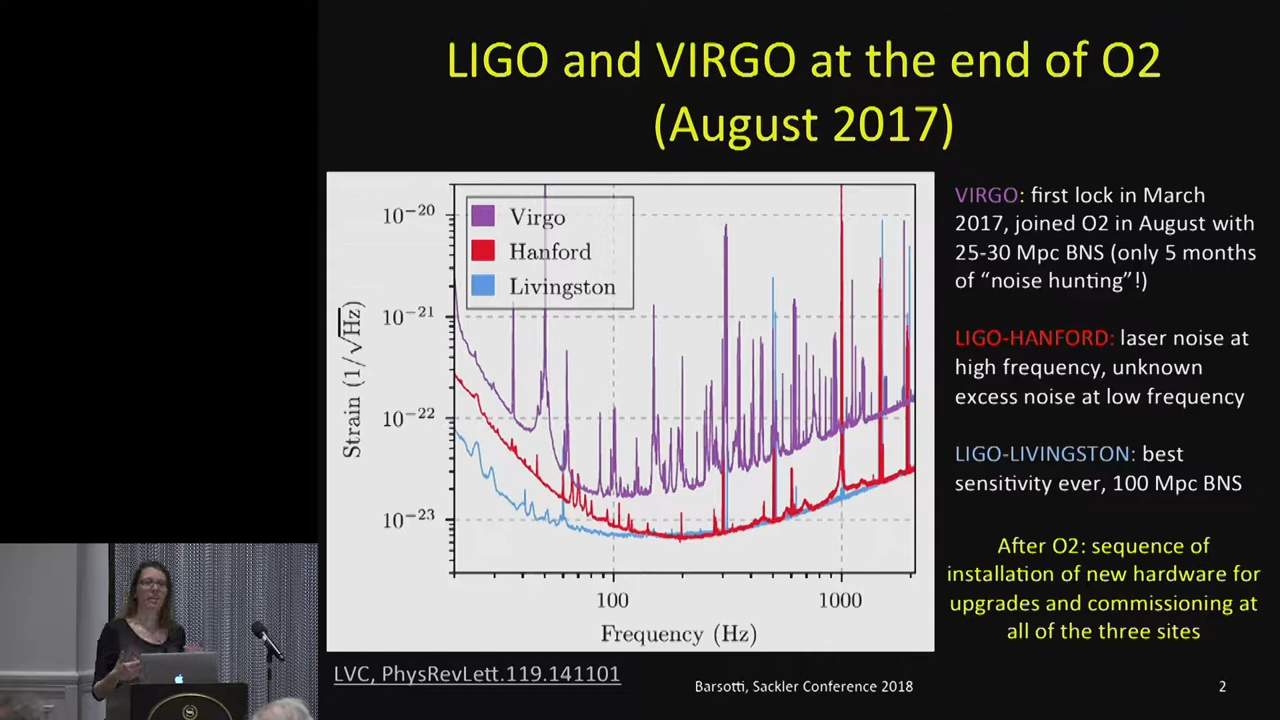 LIGO and VIRGO at the end of O2
(August 2017)
Virgo
Hanford
Livingston
10−20
10−21
10−22
10−23
Strain (1/√Hz)
100
1000
Frequency (Hz)
VIRGO: first lock in March
2017, joined O2 in August with
25-30 Mpc BNS (only 5 months
of “noise hunting”!)
LIGO-HANFORD: laser noise at
high frequency, unknown
excess noise at low frequency
LIGO-LIVINGSTON: best
sensitivity ever, 100 Mpc BNS
After O2: sequence of
installation of new hardware for
upgrades and commissioning at
all of the three sites
LVC, PhysRevLett.119.141101
Barsotti, Sackler Conference 2018
2